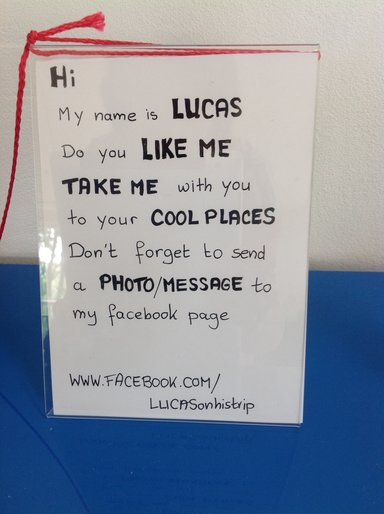 Hi
My name is LUCAS
Do you LIKE ME
TAKE ME with you
to your COOL PLACES
Don't forget to send
a PHOTO/MESSAGE to
my facebook page
WWW.FACEBOOK.COM/
LUCASonhistrip